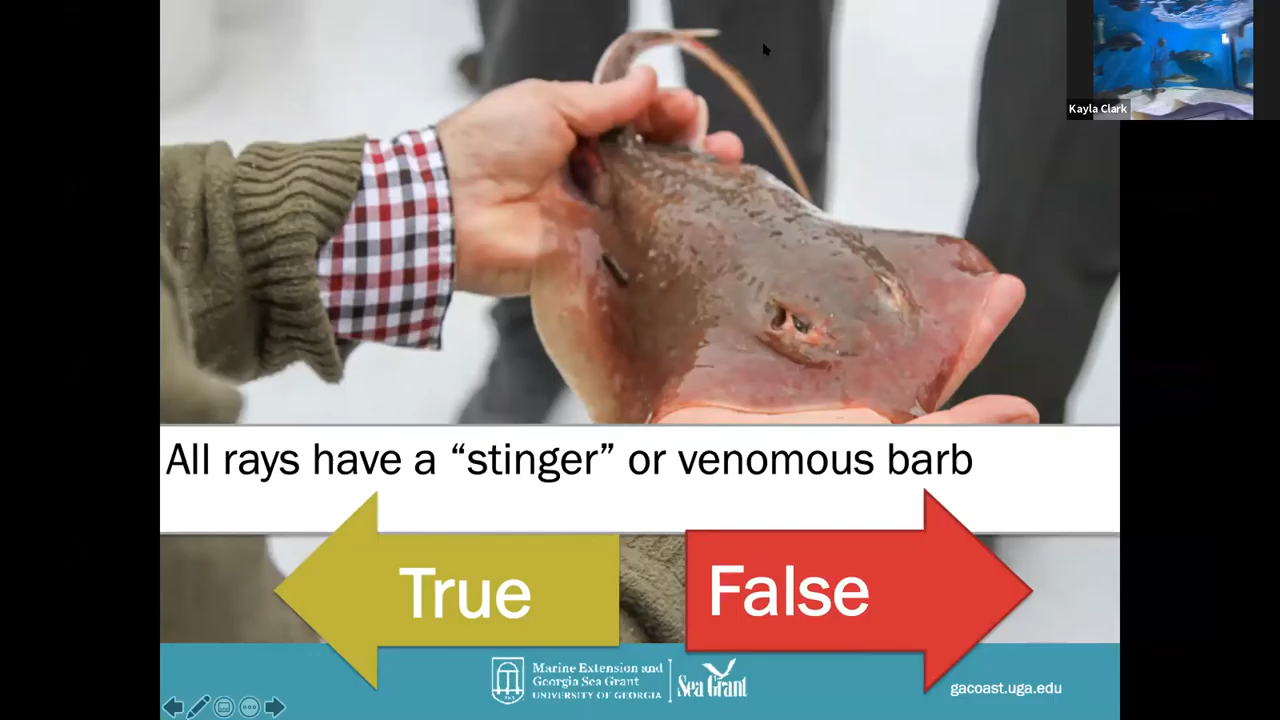 Kayla Clark
All rays have a “stinger” or venomous barb
True
False
Marine Extension and
Georgia Sea Grant
UNIVERSITY OF GEORGIA
Sea Grant
gacoast.uga.edu